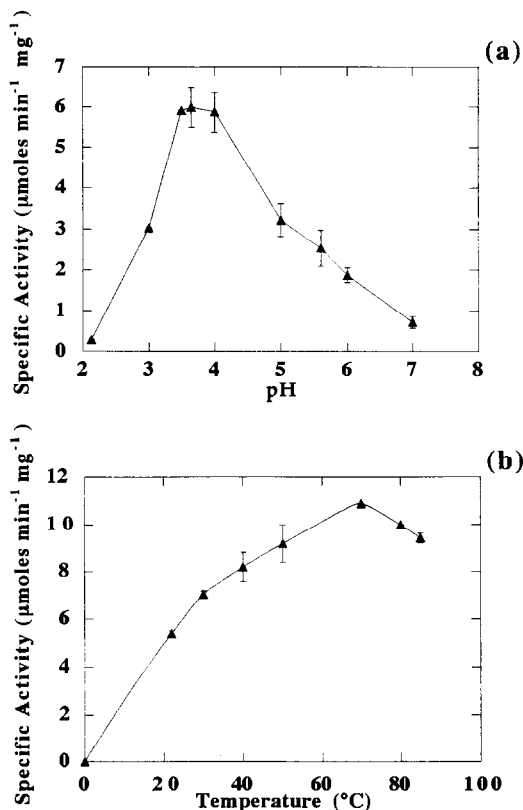 (a)
Specific Activity (μmoles min⁻¹ mg⁻¹)
7
6
5
4
3
2
1
0
2 3 4 5 6 7 8
pH
(b)
Specific Activity (μmoles min⁻¹ mg⁻¹)
12
10
8
6
4
2
0
0 20 40 60 80 100
Temperature (°C)